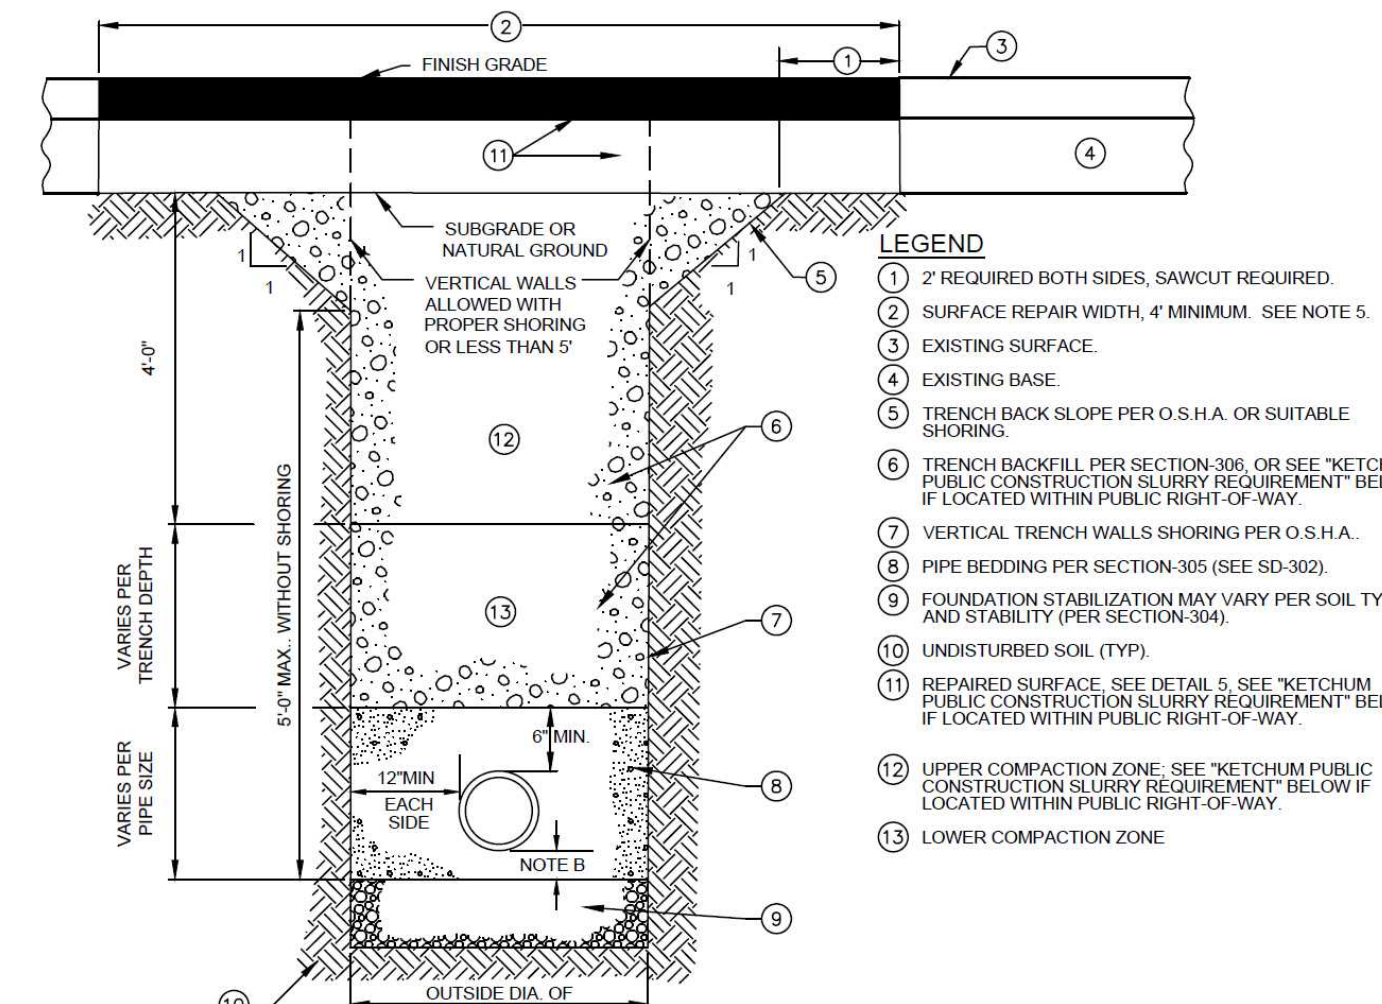 2
FINISH GRADE
1
3
11
4
SUBGRADE OR
NATURAL GROUND
1
1
VERTICAL WALLS
ALLOWED WITH
PROPER SHORING
OR LESS THAN 5'
1
1
5
4'-0"
12
6
5'-0" MAX.. WITHOUT SHORING
VARIES PER
TRENCH DEPTH
13
7
VARIES PER
PIPE SIZE
6" MIN.
12"MIN
EACH
SIDE
8
NOTE B
9
10
OUTSIDE DIA. OF
LEGEND
1 2' REQUIRED BOTH SIDES, SAWCUT REQUIRED.
2 SURFACE REPAIR WIDTH, 4' MINIMUM. SEE NOTE 5.
3 EXISTING SURFACE.
4 EXISTING BASE.
5 TRENCH BACK SLOPE PER O.S.H.A. OR SUITABLE
SHORING.
6 TRENCH BACKFILL PER SECTION-306, OR SEE "KETCH
PUBLIC CONSTRUCTION SLURRY REQUIREMENT" BEL
IF LOCATED WITHIN PUBLIC RIGHT-OF-WAY.
7 VERTICAL TRENCH WALLS SHORING PER O.S.H.A..
8 PIPE BEDDING PER SECTION-305 (SEE SD-302).
9 FOUNDATION STABILIZATION MAY VARY PER SOIL TY
AND STABILITY (PER SECTION-304).
10 UNDISTURBED SOIL (TYP).
11 REPAIRED SURFACE, SEE DETAIL 5, SEE "KETCHUM
PUBLIC CONSTRUCTION SLURRY REQUIREMENT" BEL
IF LOCATED WITHIN PUBLIC RIGHT-OF-WAY.
12 UPPER COMPACTION ZONE; SEE "KETCHUM PUBLIC
CONSTRUCTION SLURRY REQUIREMENT" BELOW IF
LOCATED WITHIN PUBLIC RIGHT-OF-WAY.
13 LOWER COMPACTION ZONE